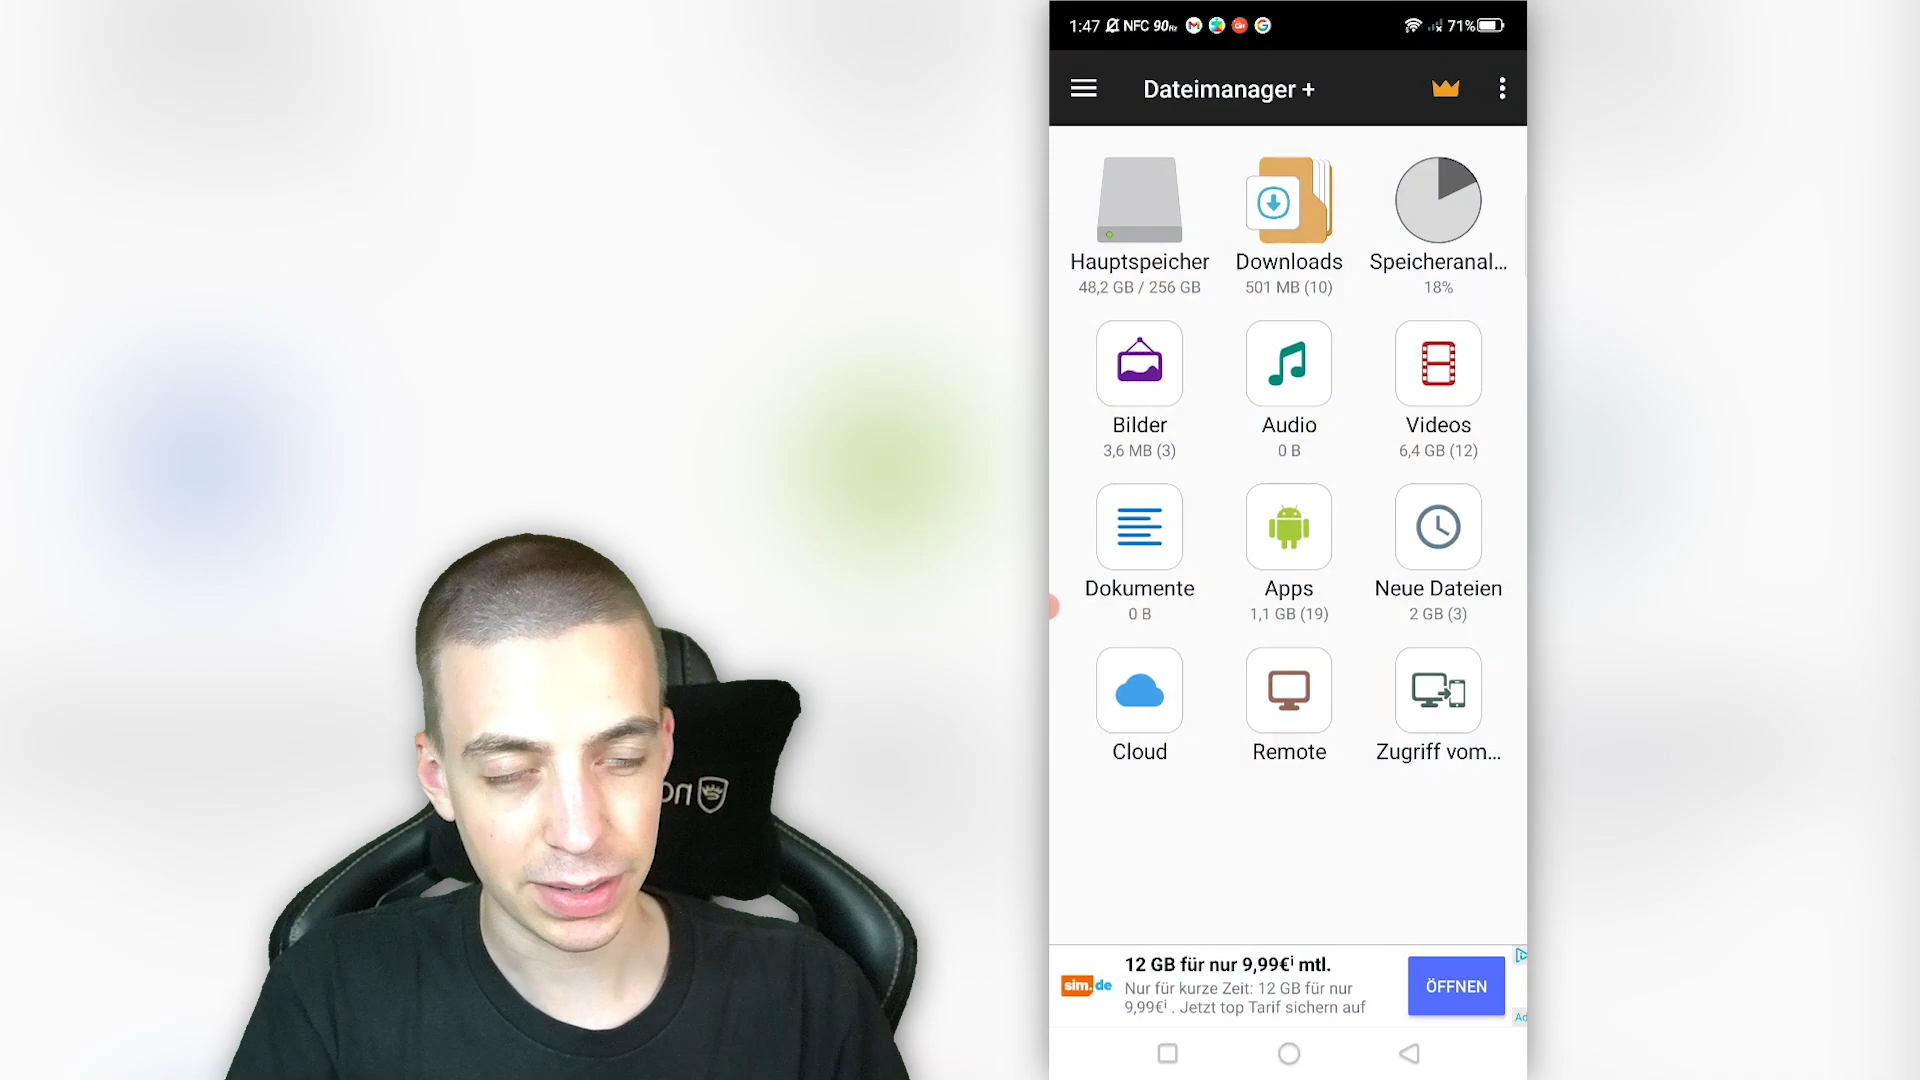 1:47 NFC 90Hz 71%
Dateimanager +
Hauptspeicher Downloads Speicheranal...
48,2 GB / 256 GB 501 MB (10) 18%
Bilder Audio Videos
3,6 MB (3) 0 B 6,4 GB (12)
Dokumente Apps Neue Dateien
0 B 1,1 GB (19) 2 GB (3)
Cloud Remote Zugriff vom...
12 GB für nur 9,99€ⁱ mtl.
sim.de
Nur für kurze Zeit: 12 GB für nur
9,99€ⁱ . Jetzt top Tarif sichern auf
ÖFFNEN
Ad